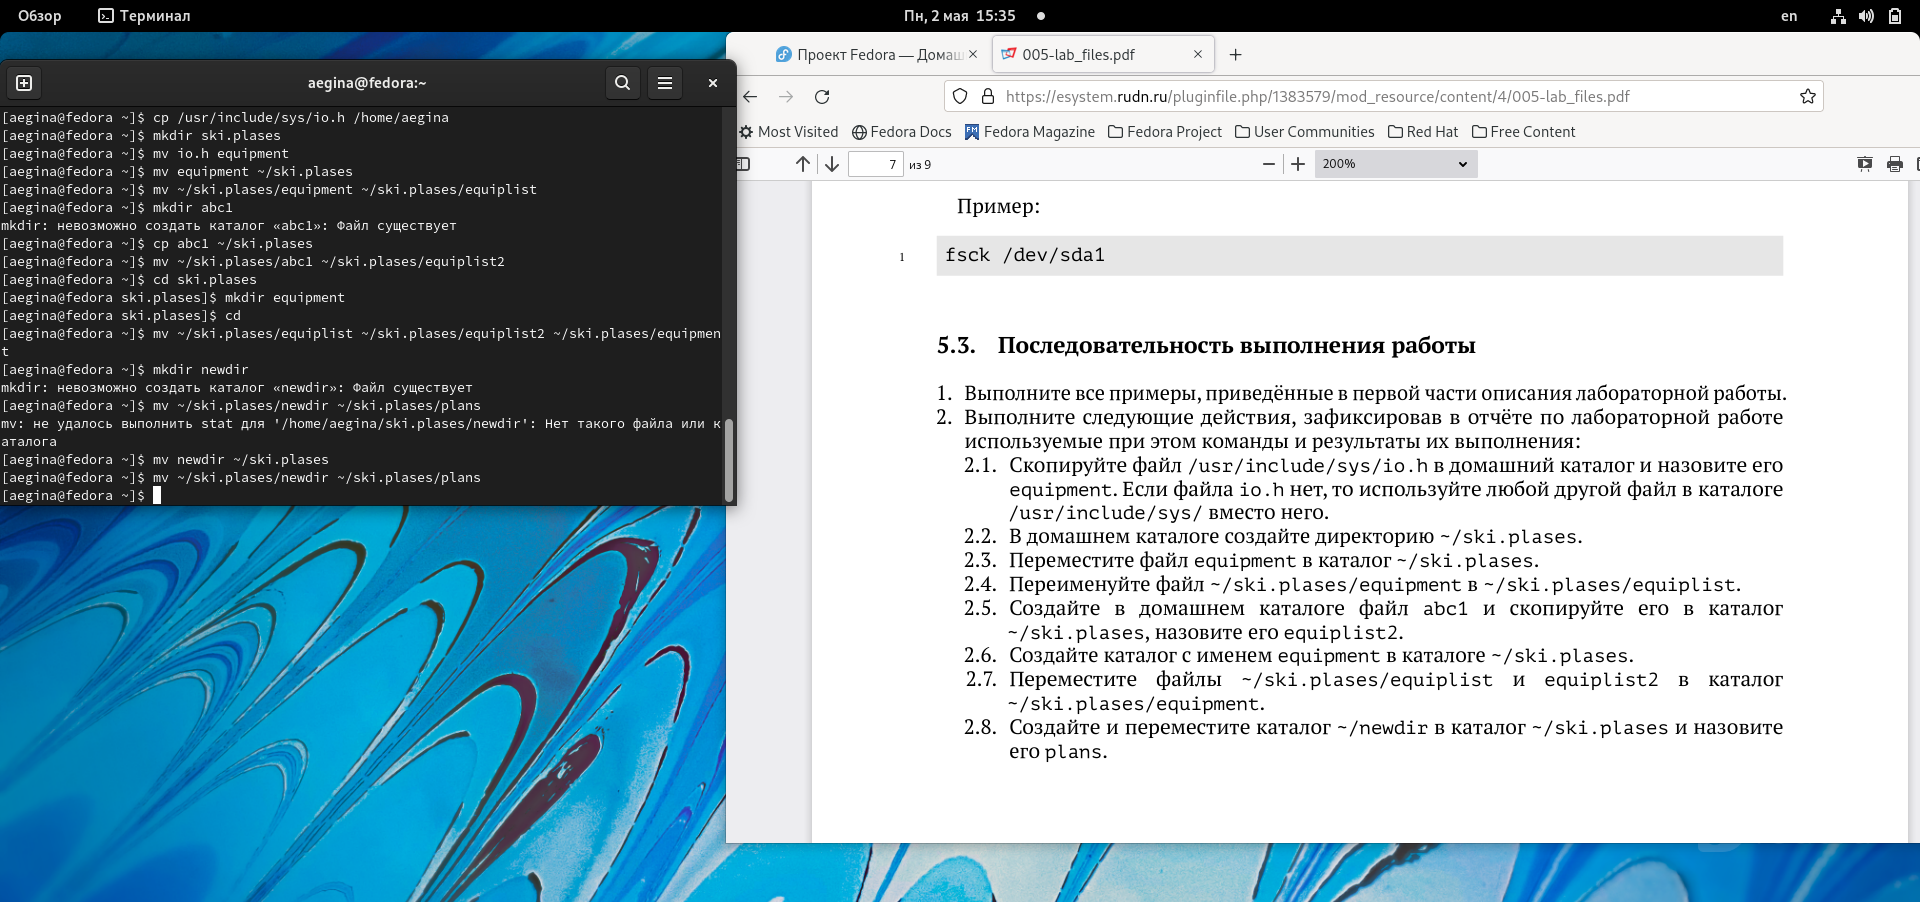 Обзор
Терминал
Пн, 2 мая 15:35
en
aegina@fedora:~
[aegina@fedora ~]$ cp /usr/include/sys/io.h /home/aegina
[aegina@fedora ~]$ mkdir ski.plases
[aegina@fedora ~]$ mv io.h equipment
[aegina@fedora ~]$ mv equipment ~/ski.plases
[aegina@fedora ~]$ mv ~/ski.plases/equipment ~/ski.plases/equiplist
[aegina@fedora ~]$ mkdir abc1
mkdir: невозможно создать каталог «abc1»: Файл существует
[aegina@fedora ~]$ cp abc1 ~/ski.plases
[aegina@fedora ~]$ mv ~/ski.plases/abc1 ~/ski.plases/equiplist2
[aegina@fedora ~]$ cd ski.plases
[aegina@fedora ski.plases]$ mkdir equipment
[aegina@fedora ski.plases]$ cd
[aegina@fedora ~]$ mv ~/ski.plases/equiplist ~/ski.plases/equiplist2 ~/ski.plases/equipmen
t
[aegina@fedora ~]$ mkdir newdir
mkdir: невозможно создать каталог «newdir»: Файл существует
[aegina@fedora ~]$ mv ~/ski.plases/newdir ~/ski.plases/plans
mv: не удалось выполнить stat для '/home/aegina/ski.plases/newdir': Нет такого файла или к
аталога
[aegina@fedora ~]$ mv newdir ~/ski.plases
[aegina@fedora ~]$ mv ~/ski.plases/newdir ~/ski.plases/plans
[aegina@fedora ~]$
Проект Fedora — Домаш
005-lab_files.pdf
https://esystem.rudn.ru/pluginfile.php/1383579/mod_resource/content/4/005-lab_files.pdf
Most Visited
Fedora Docs
Fedora Magazine
Fedora Project
User Communities
Red Hat
Free Content
7 из 9
200%
Пример:
1 fsck /dev/sda1
5.3. Последовательность выполнения работы
1. Выполните все примеры, приведённые в первой части описания лабораторной работы.
2. Выполните следующие действия, зафиксировав в отчёте по лабораторной работе
используемые при этом команды и результаты их выполнения:
2.1. Скопируйте файл /usr/include/sys/io.h в домашний каталог и назовите его
equipment. Если файла io.h нет, то используйте любой другой файл в каталоге
/usr/include/sys/ вместо него.
2.2. В домашнем каталоге создайте директорию ~/ski.plases.
2.3. Переместите файл equipment в каталог ~/ski.plases.
2.4. Переименуйте файл ~/ski.plases/equipment в ~/ski.plases/equiplist.
2.5. Создайте в домашнем каталоге файл abc1 и скопируйте его в каталог
~/ski.plases, назовите его equiplist2.
2.6. Создайте каталог с именем equipment в каталоге ~/ski.plases.
2.7. Переместите файлы ~/ski.plases/equiplist и equiplist2 в каталог
~/ski.plases/equipment.
2.8. Создайте и переместите каталог ~/newdir в каталог ~/ski.plases и назовите
его plans.